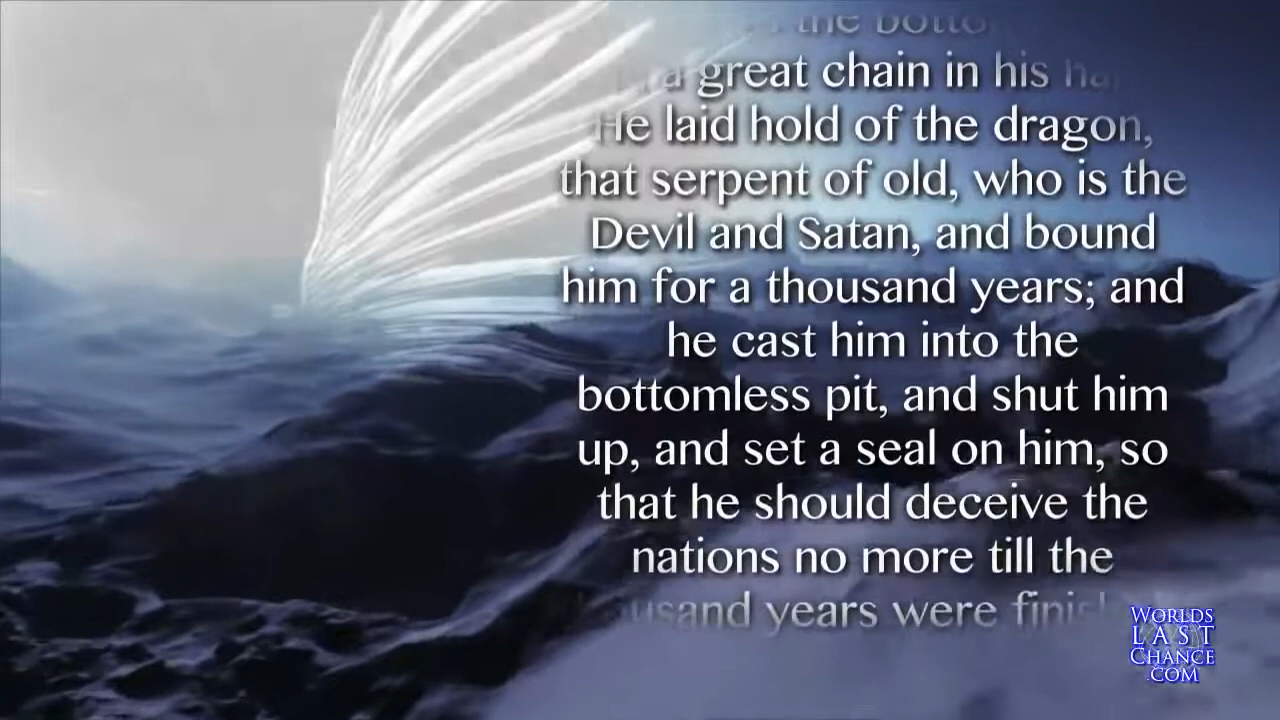 the
great chain in his
He laid hold of the dragon,
that serpent of old, who is the
Devil and Satan, and bound
him for a thousand years; and
he cast him into the
bottomless pit, and shut him
up, and set a seal on him, so
that he should deceive the
nations no more till the
years were
WORLDS
LAST
CHANCE
.COM